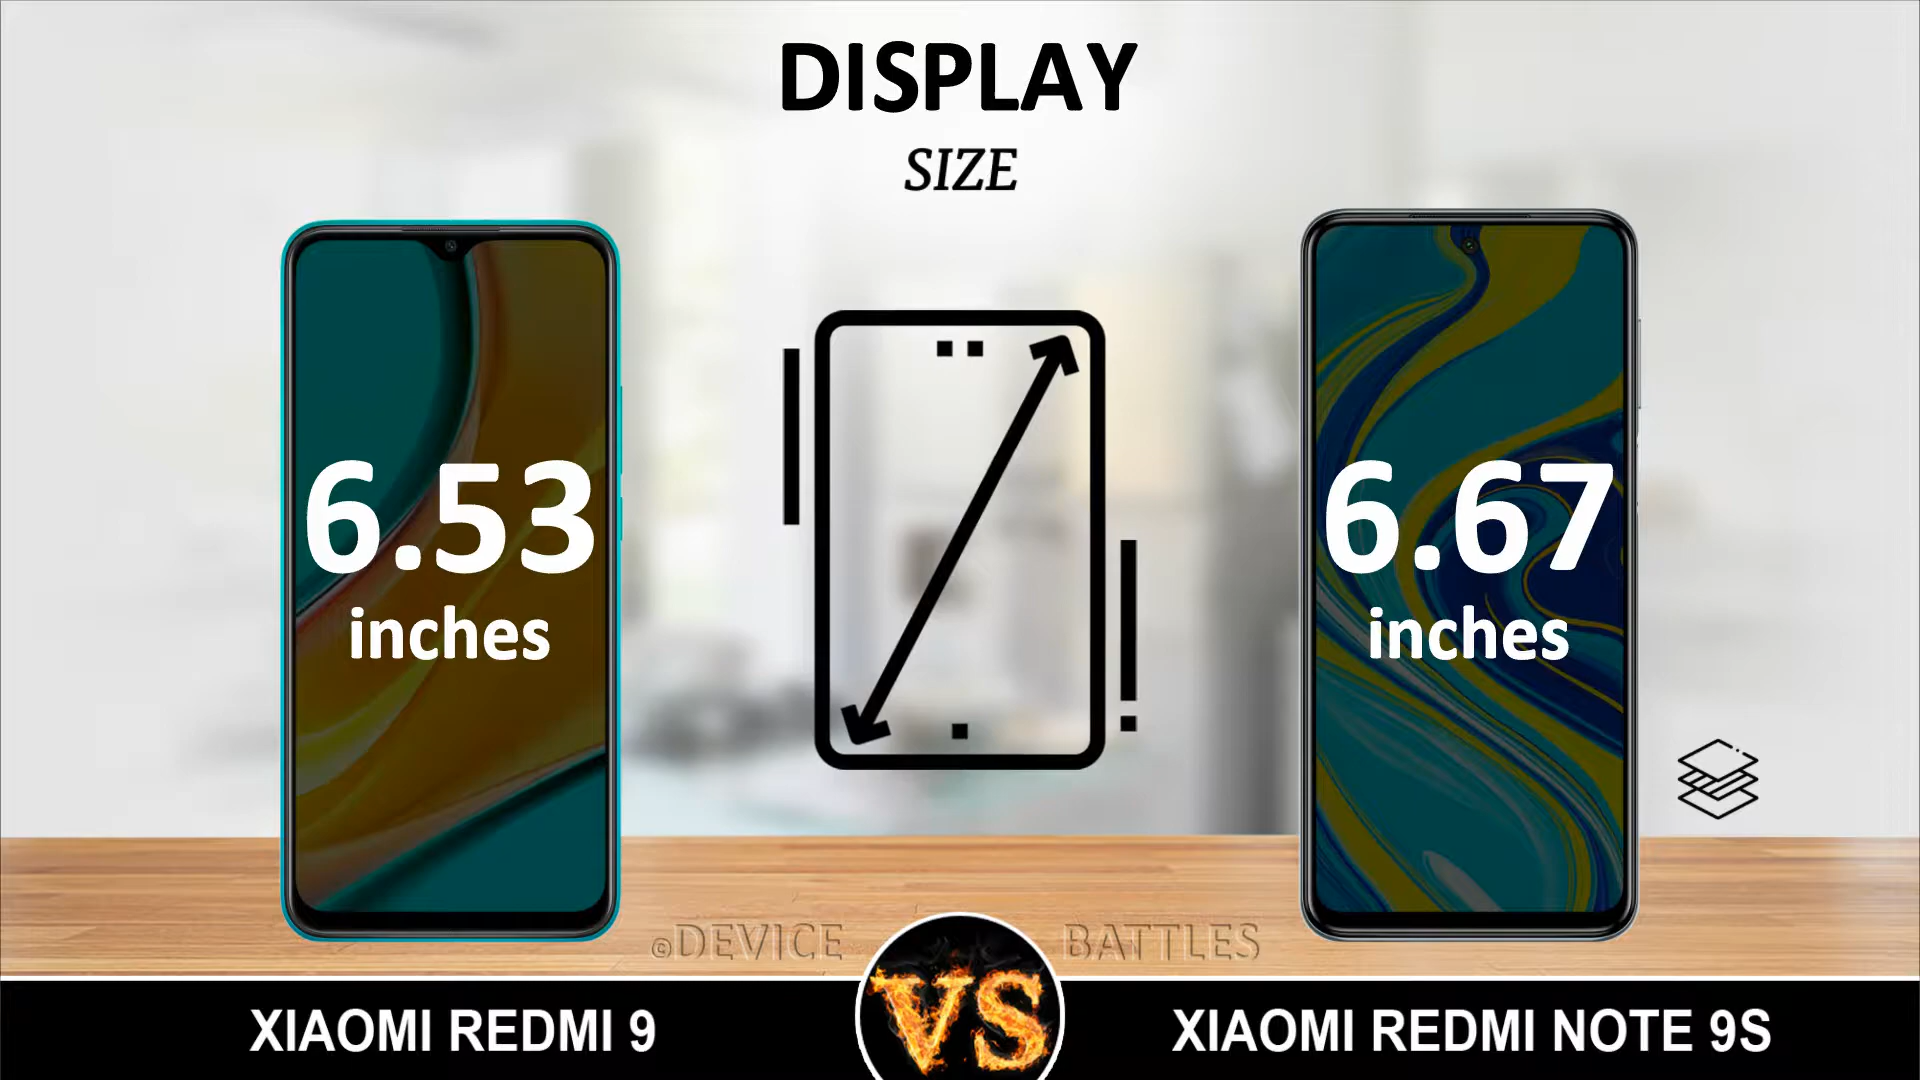 DISPLAY
SIZE
6.53
inches
6.67
inches
©DEVICE BATTLES
XIAOMI REDMI 9
VS
XIAOMI REDMI NOTE 9S